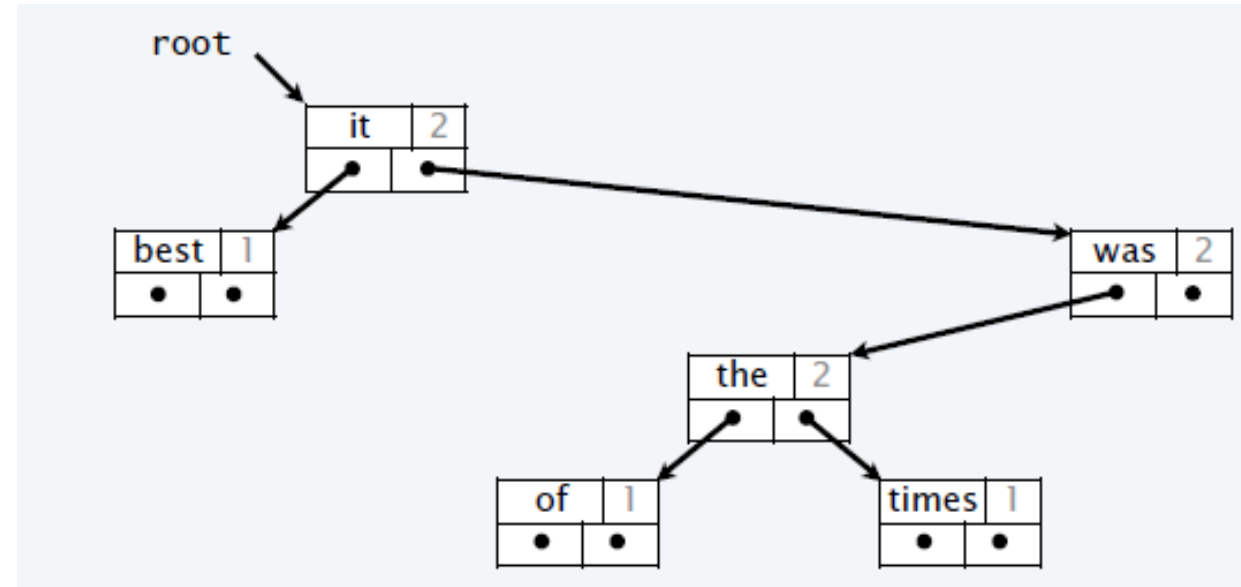 root
it 2
best 1
was 2
the 2
of 1
times 1